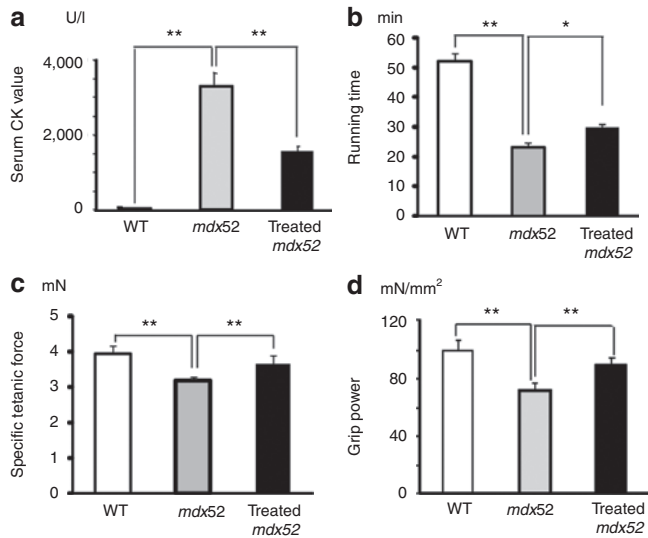 a
U/l
Serum CK value
4,000
2,000
0
**
**
WT
mdx52
Treated
mdx52
b
min
Running time
60
50
40
30
20
10
0
**
*
WT
mdx52
Treated
mdx52
c
mN
Specific tetanic force
5
4
3
2
1
0
**
**
WT
mdx52
Treated
mdx52
d
mN/mm²
Grip power
120
80
40
0
**
**
WT
mdx52
Treated
mdx52